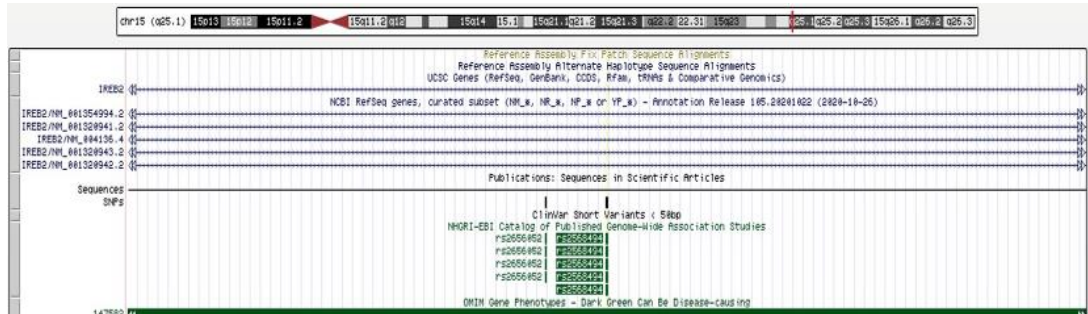 chr15 (q25.1) 15p13 15p12 15p11.2 15q11.2 q12 15q14 15.1 15q21.1 q21.2 15q21.3 q22.2 22.31 15q23 q25.1 q25.2 q25.3 15q26.1 q26.2 q26.3
Reference Assembly Fix Patch Sequence Alignments
Reference Assembly Alternate Haplotype Sequence Alignments
UCSC Genes (RefSeq, GenBank, CCDS, Rfam, tRNAs & Comparative Genomics)
IREB2
NCBI RefSeq genes, curated subset (NM_*, NR_*, NP_* or YP_*) - Annotation Release 105.20201022 (2020-10-26)
IREB2/NM_001354994.2
IREB2/NM_001320941.2
IREB2/NM_004136.4
IREB2/NM_001320943.2
IREB2/NM_001320942.2
Publications: Sequences in Scientific Articles
Sequences
SNPs
ClinVar Short Variants < 50bp
NHGRI-EBI Catalog of Published Genome-Wide Association Studies
rs2656052 rs2568494
rs2656052 rs2568494
rs2656052 rs2568494
rs2656052 rs2568494
rs2568494
OMIM Gene Phenotypes - Dark Green Can Be Disease-causing
147582